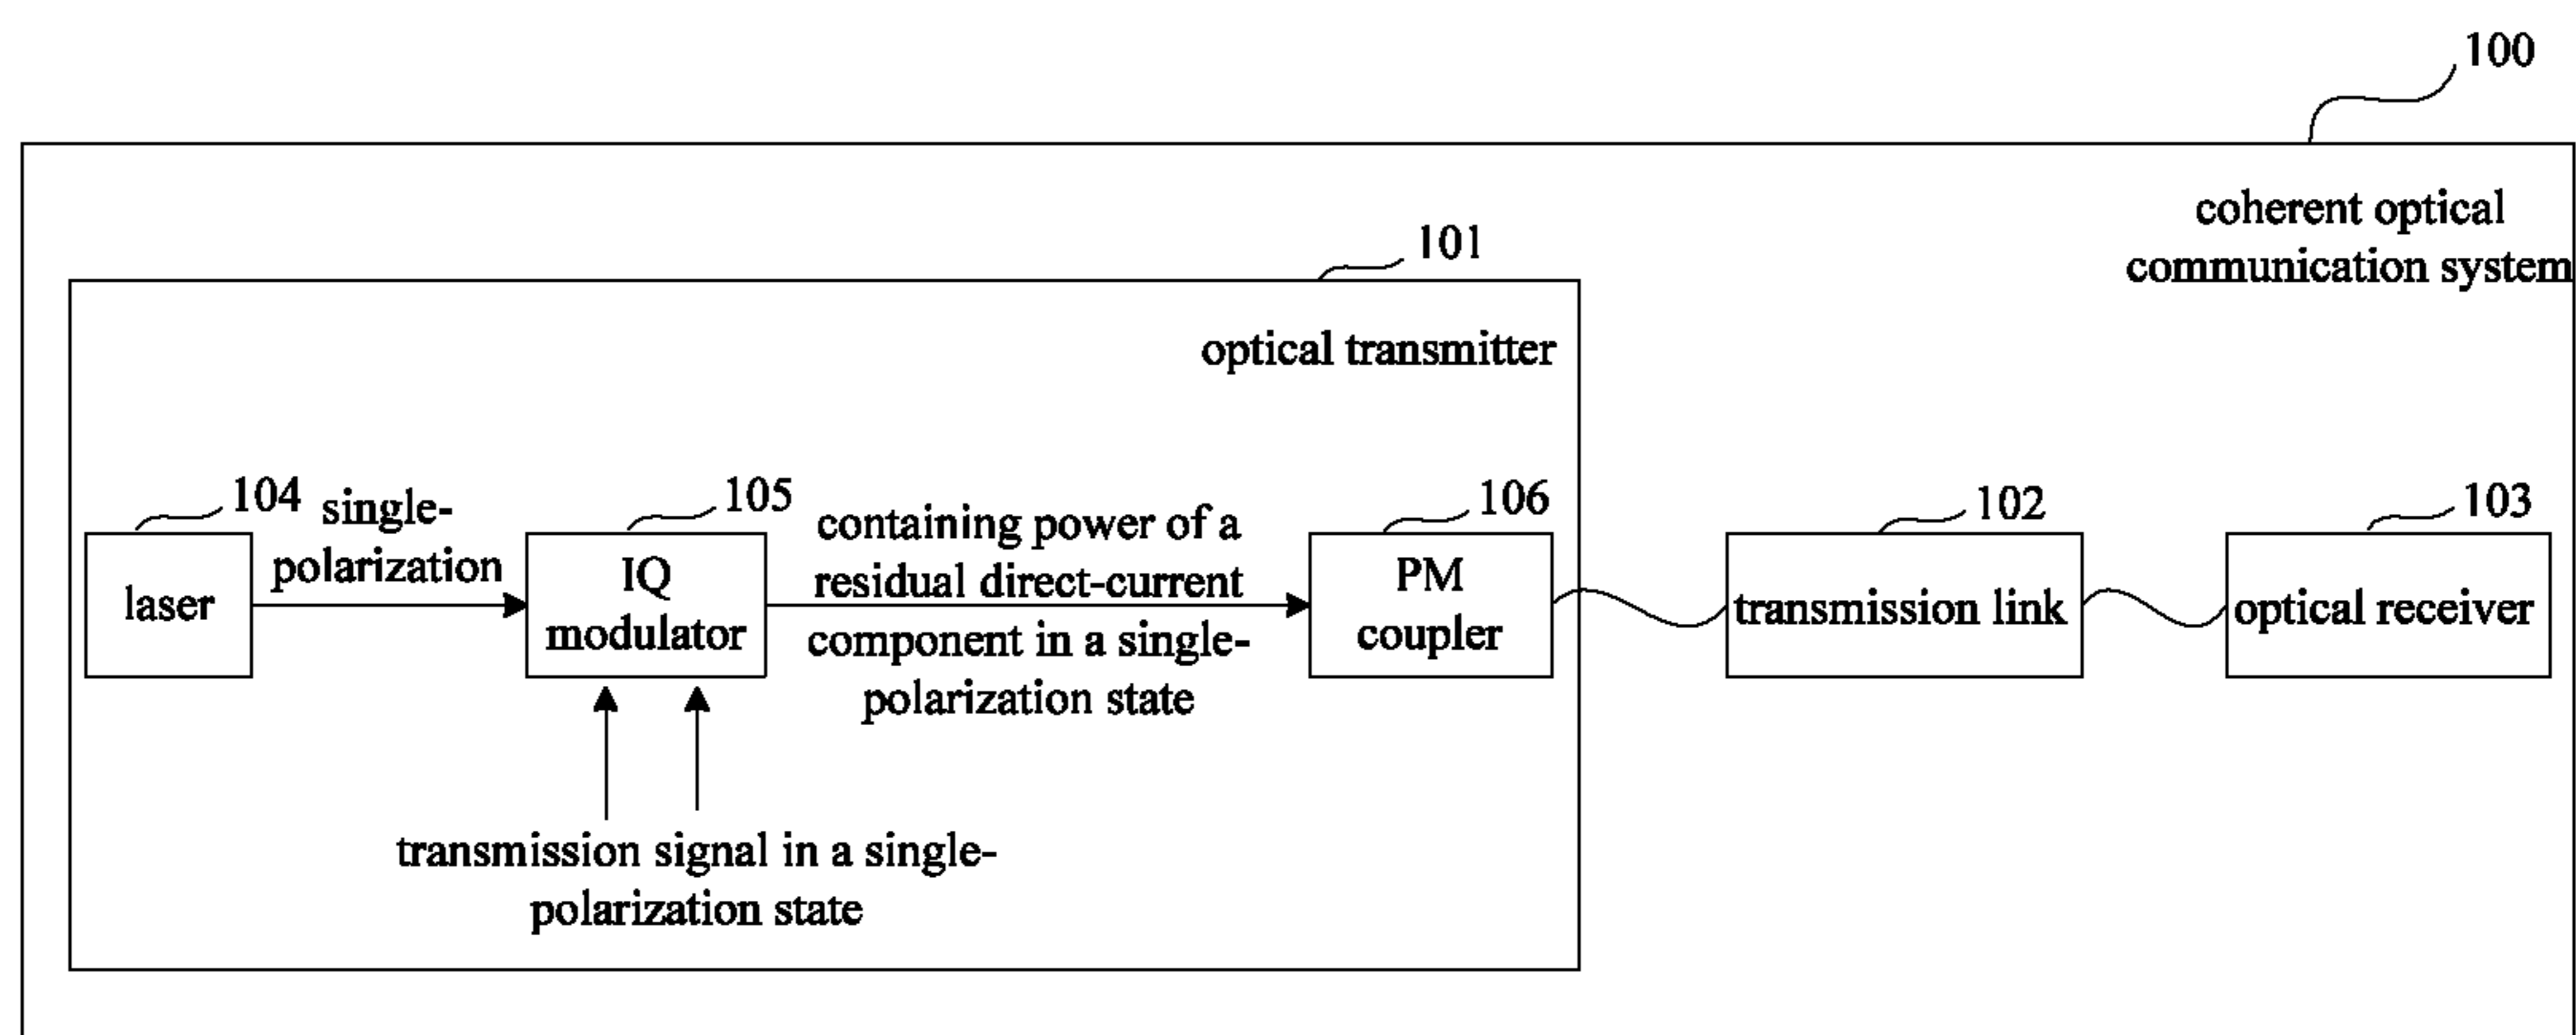 100
coherent optical
communication system
101
optical transmitter
104
single-
polarization
105
containing power of a
residual direct-current
component in a single-
polarization state
106
102
103
laser
IQ
modulator
PM
coupler
transmission link
optical receiver
transmission signal in a single-
polarization state